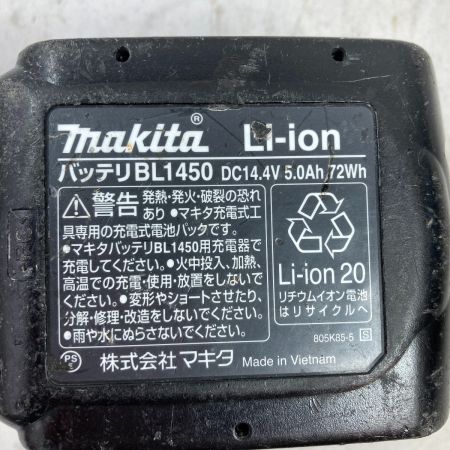 makita® Li-ion
バッテリBL1450 DC14.4V 5.0Ah 72Wh
警告 発熱・発火・破裂の恐れ
あり ●マキタ充電式工
具専用の充電式電池パックです。
●マキタバッテリBL1450用充電器で
充電してください。●火中投入、加熱、
高温での充電・使用・放置をしないで
ください。●変形やショートさせたり、
分解・修理・改造をしないでください。
●雨や水にぬらさないでください。
Li-ion 20
リチウムイオン電池
はリサイクルへ
805K85-5 S
PS
E
株式会社マキタ Made in Vietnam